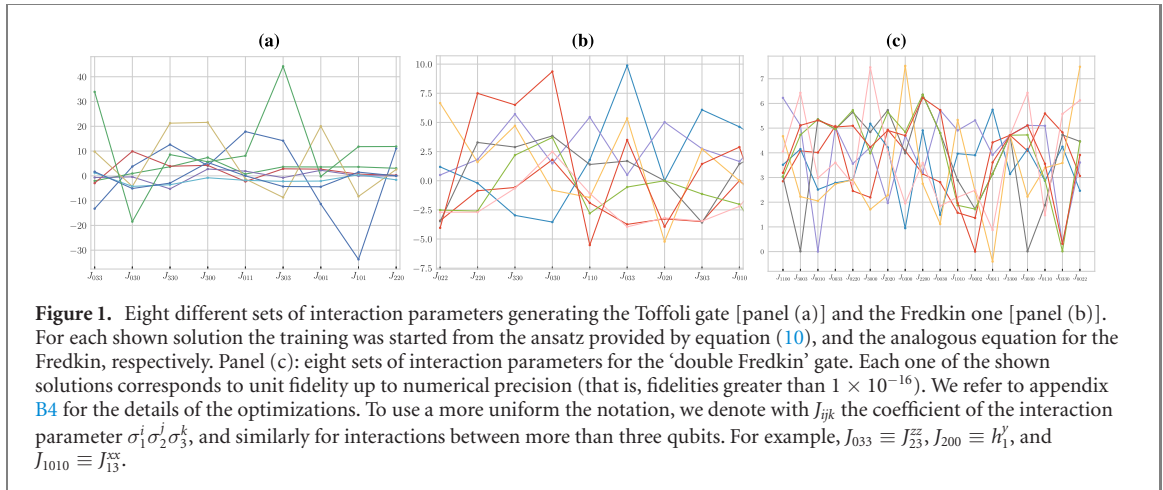 (a) (b) (c)
40
30
20
10
0
−10
−20
−30
J033 J030 J330 J300 J011 J303 J001 J101 J220
10.0
7.5
5.0
2.5
0.0
−2.5
−5.0
−7.5
J022 J220 J330 J030 J110 J033 J020 J303 J010
7
6
5
4
3
2
1
0
Figure 1. Eight different sets of interaction parameters generating the Toffoli gate [panel (a)] and the Fredkin one [panel (b)].
For each shown solution the training was started from the ansatz provided by equation (10), and the analogous equation for the
Fredkin, respectively. Panel (c): eight sets of interaction parameters for the ‘double Fredkin’ gate. Each one of the shown
solutions corresponds to unit fidelity up to numerical precision (that is, fidelities greater than 1 × 10⁻¹⁶). We refer to appendix
B4 for the details of the optimizations. To use a more uniform the notation, we denote with Jijk the coefficient of the interaction
parameter σ₁ⁱσ₂ʲσ₃ᵏ, and similarly for interactions between more than three qubits. For example, J₀₃₃ ≡ J₂₃ᶻᶻ, J₂₀₀ ≡ h₁ʸ, and
J₁₀₁₀ ≡ J₁₃ˣˣ.